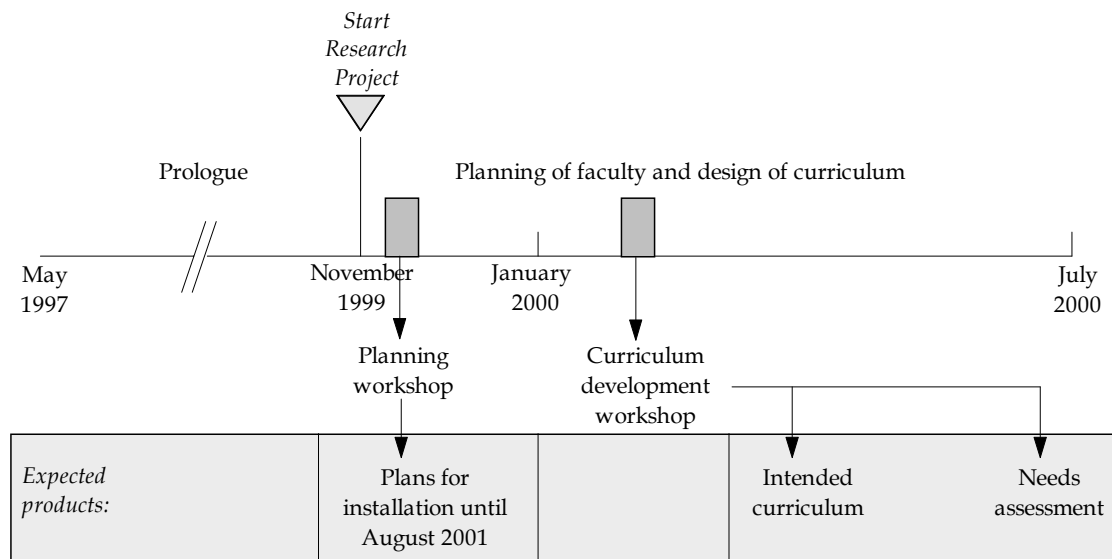 Start
Research
Project
Prologue
Planning of faculty and design of curriculum
May
1997
November
1999
January
2000
July
2000
Planning
workshop
Curriculum
development
workshop
Expected
products:
Plans for
installation until
August 2001
Intended
curriculum
Needs
assessment